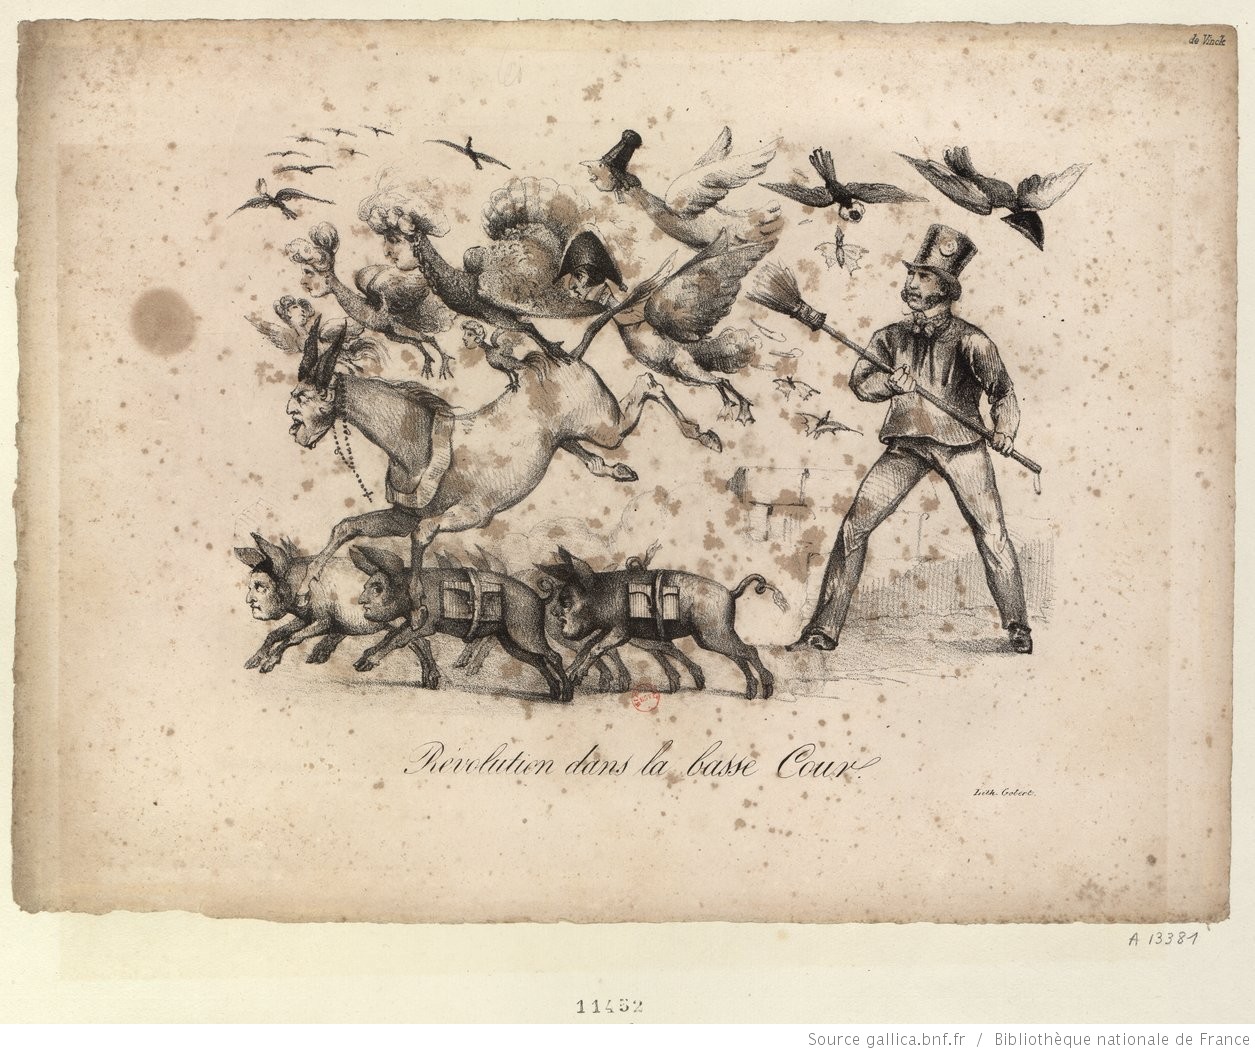 de Vinck
Révolution dans la basse Cour.
Lith. Gobert.
A 13381
11452
Source gallica.bnf.fr / Bibliothèque nationale de France